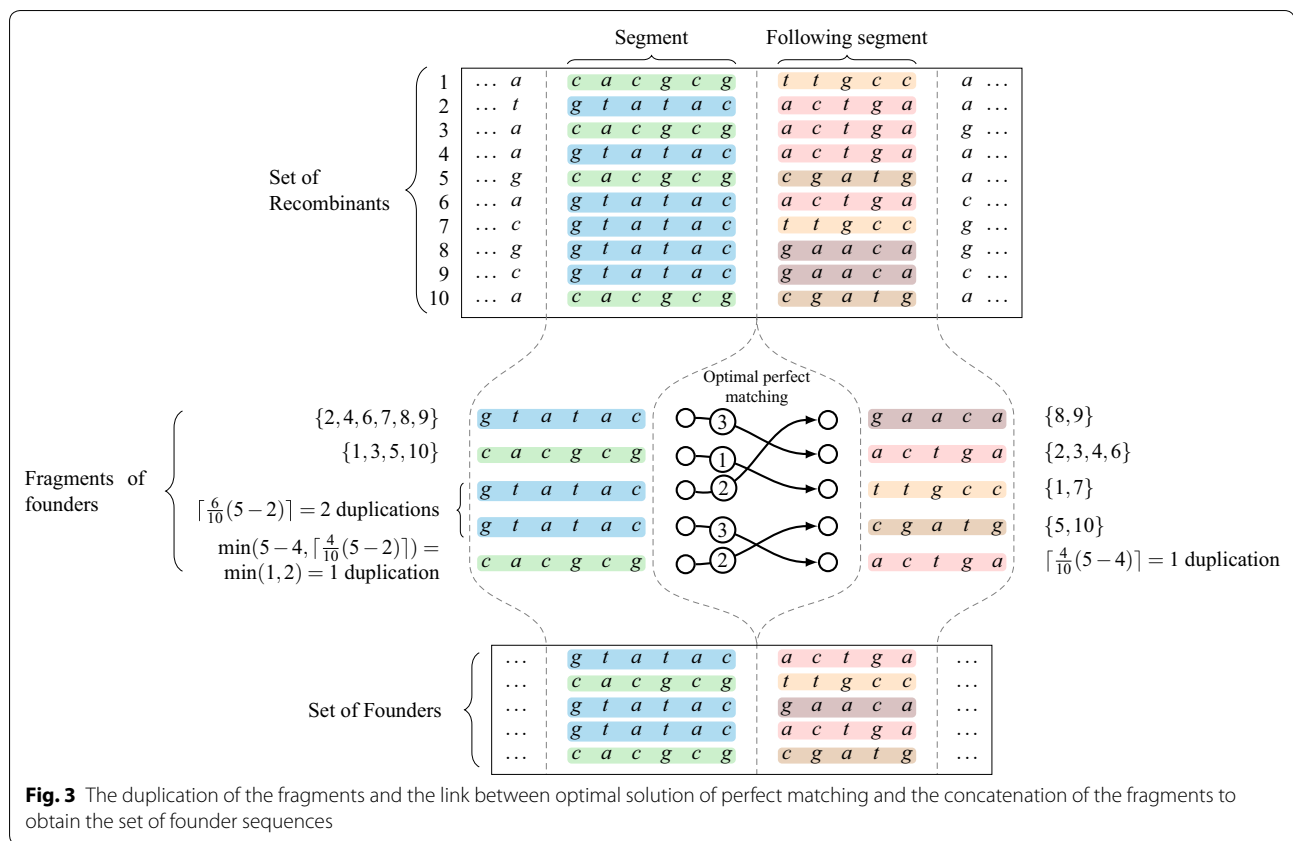 Segment Following segment
1 ... a c a c g c g t t g c c a ...
2 ... t g t a t a c a c t g a a ...
3 ... a c a c g c g a c t g a g ...
4 ... a g t a t a c a c t g a a ...
5 ... g c a c g c g c g a t g a ...
6 ... a g t a t a c a c t g a c ...
7 ... c g t a t a c t t g c c g ...
8 ... g g t a t a c g a a c a g ...
9 ... c g t a t a c g a a c a c ...
10 ... a c a c g c g c g a t g a ...
Set of
Recombinants
Optimal perfect
matching
{2,4,6,7,8,9} g t a t a c 3 g a a c a {8,9}
{1,3,5,10} c a c g c g 1 a c t g a {2,3,4,6}
Fragments of
founders
⌈6/10(5−2)⌉ = 2 duplications
g t a t a c 2 t t g c c {1,7}
g t a t a c 3 c g a t g {5,10}
min(5−4,⌈4/10(5−2)⌉) =
min(1,2) = 1 duplication
c a c g c g 2 a c t g a ⌈4/10(5−4)⌉ = 1 duplication
Set of Founders
... g t a t a c a c t g a ...
... c a c g c g t t g c c ...
... g t a t a c g a a c a ...
... g t a t a c a c t g a ...
... c a c g c g c g a t g ...
Fig. 3 The duplication of the fragments and the link between optimal solution of perfect matching and the concatenation of the fragments to
obtain the set of founder sequences